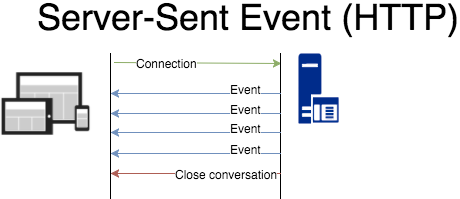 Server-Sent Event (HTTP)
Connection
Event
Event
Event
Event
Close conversation